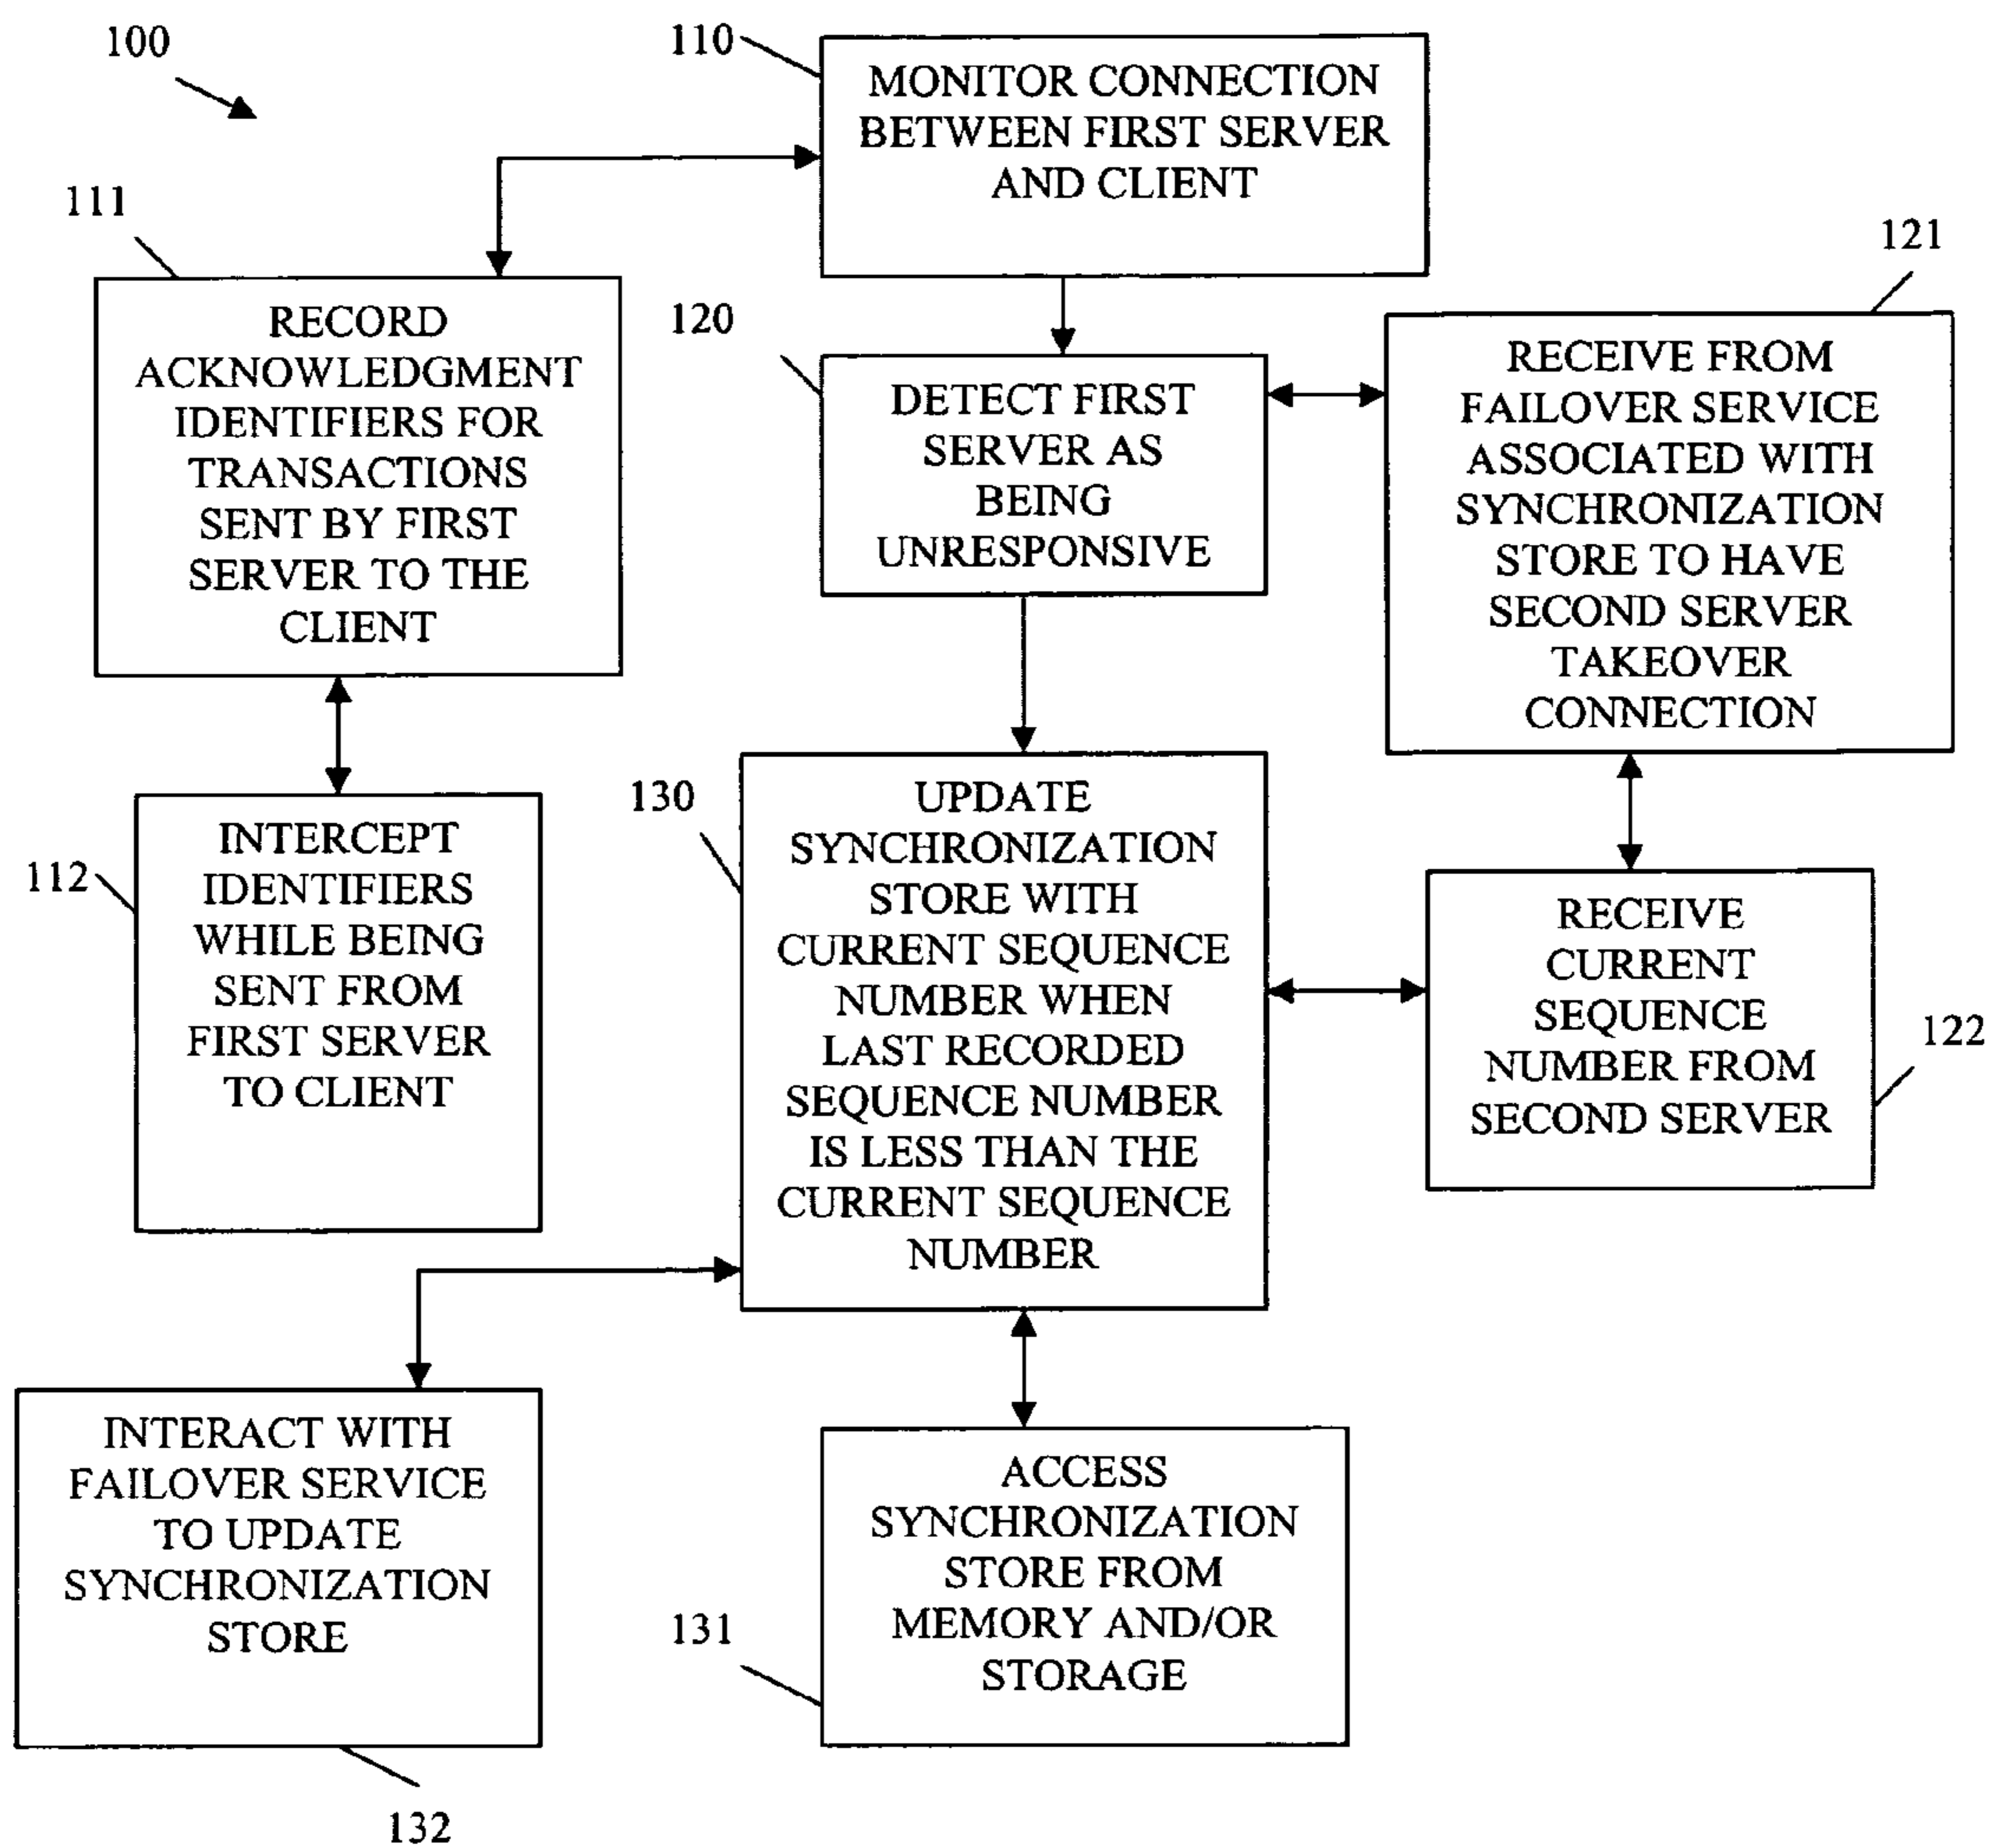 100
110
MONITOR CONNECTION
BETWEEN FIRST SERVER
AND CLIENT
111
RECORD
ACKNOWLEDGMENT
IDENTIFIERS FOR
TRANSACTIONS
SENT BY FIRST
SERVER TO THE
CLIENT
120
DETECT FIRST
SERVER AS
BEING
UNRESPONSIVE
121
RECEIVE FROM
FAILOVER SERVICE
ASSOCIATED WITH
SYNCHRONIZATION
STORE TO HAVE
SECOND SERVER
TAKEOVER
CONNECTION
112
INTERCEPT
IDENTIFIERS
WHILE BEING
SENT FROM
FIRST SERVER
TO CLIENT
130
UPDATE
SYNCHRONIZATION
STORE WITH
CURRENT SEQUENCE
NUMBER WHEN
LAST RECORDED
SEQUENCE NUMBER
IS LESS THAN THE
CURRENT SEQUENCE
NUMBER
RECEIVE
CURRENT
SEQUENCE
NUMBER FROM
SECOND SERVER
122
INTERACT WITH
FAILOVER SERVICE
TO UPDATE
SYNCHRONIZATION
STORE
132
ACCESS
SYNCHRONIZATION
STORE FROM
MEMORY AND/OR
STORAGE
131